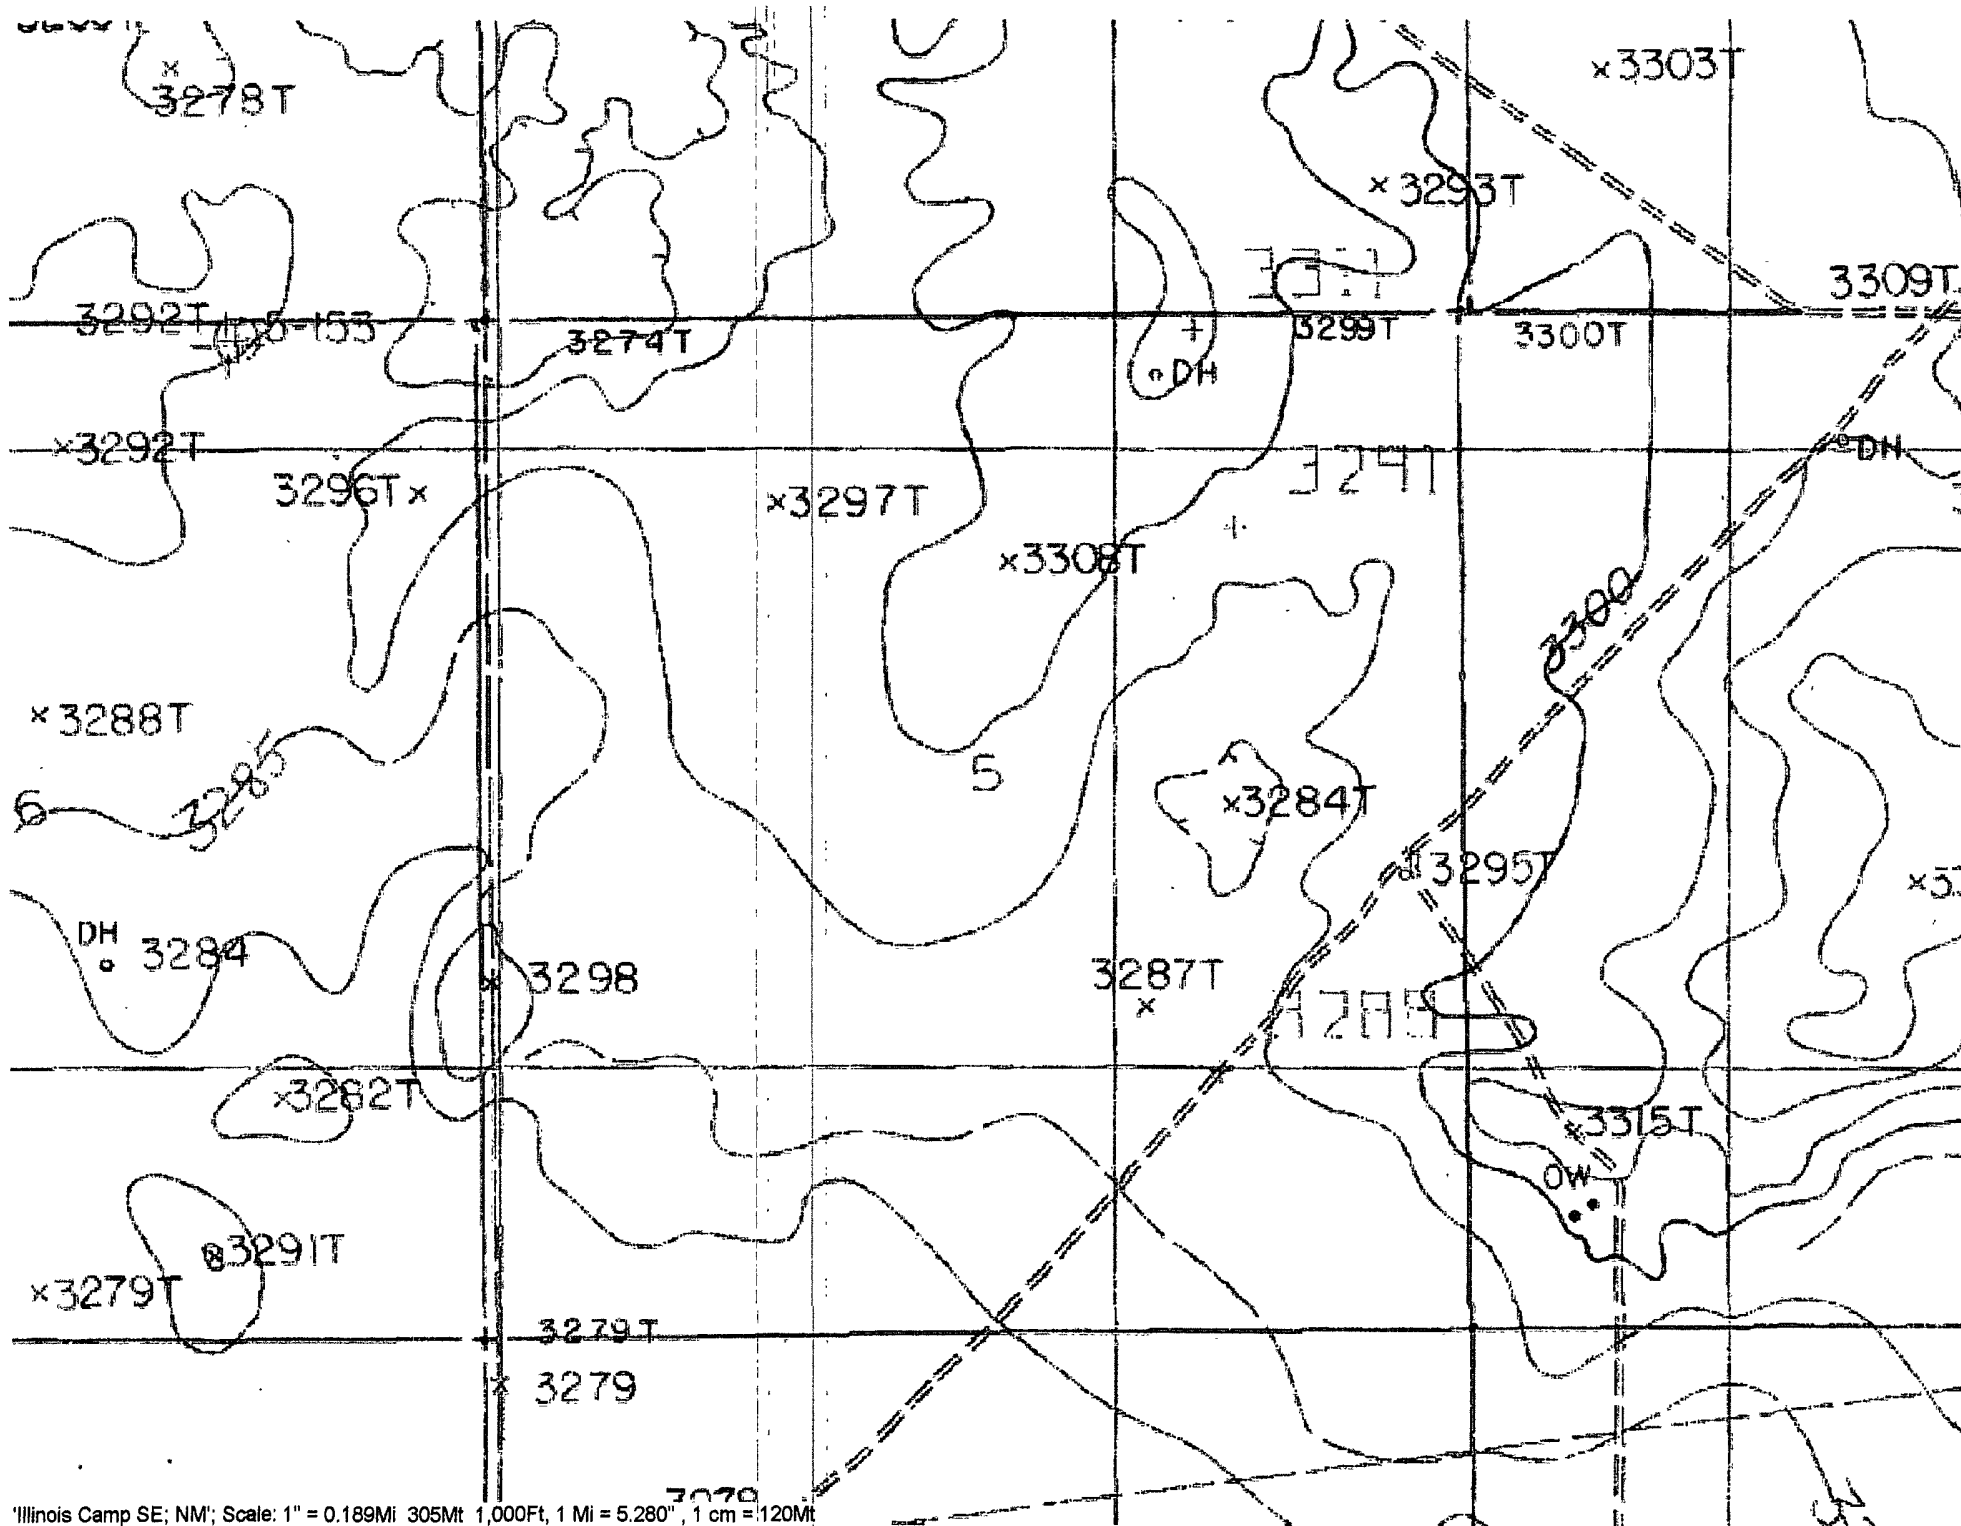 3303T
3278T
3293T
3309T
3292T
3274T
3299T
3300T
DH
3292T
3241
DH
3296T
3297T
3308T
3300
3288T
3285
5
6
3284T
3295T
DH
3284
3298
3287T
3282T
3315T
OW
3291T
3279T
3279T
3279
'Illinois Camp SE; NM'; Scale: 1" = 0.189Mi 305Mt 1,000Ft, 1 Mi = 5.280", 1 cm = 120Mt